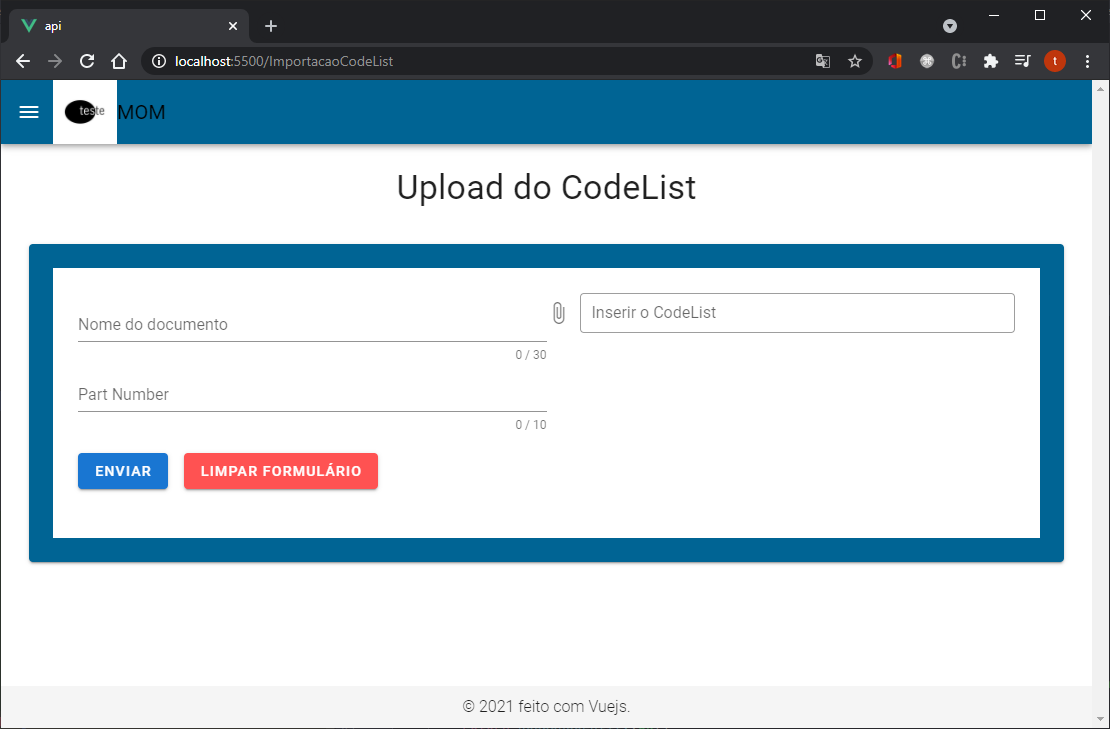 api
localhost:5500/ImportacaoCodeList
t
teste
MOM
Upload do CodeList
Nome do documento
0 / 30
Inserir o CodeList
Part Number
0 / 10
ENVIAR
LIMPAR FORMULÁRIO
© 2021 feito com Vuejs.